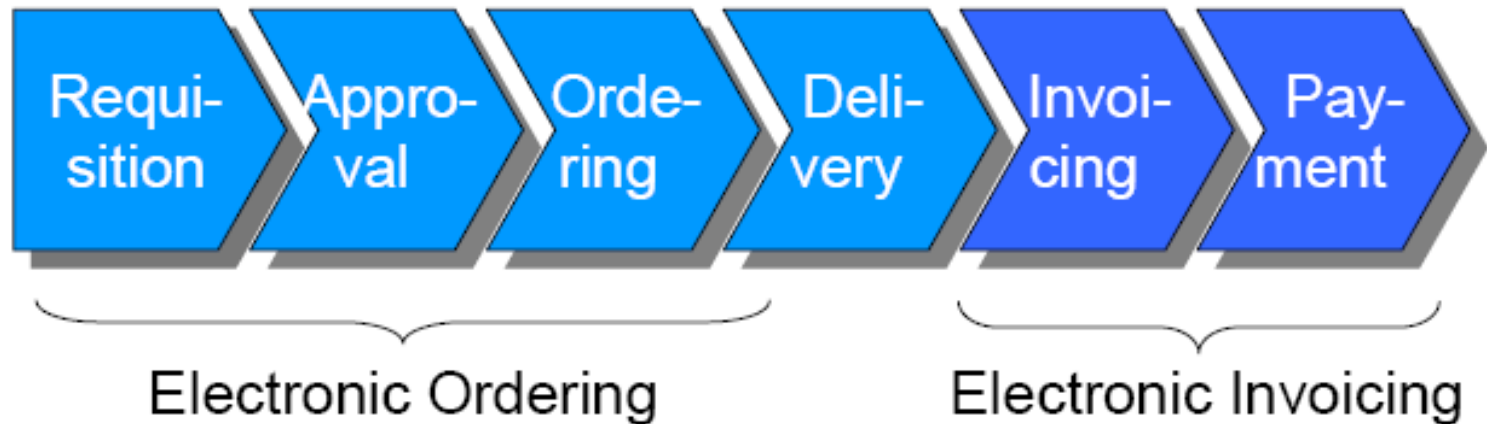 Requi-
sition
Appro-
val
Orde-
ring
Deli-
very
Invoi-
cing
Pay-
ment
Electronic Ordering
Electronic Invoicing